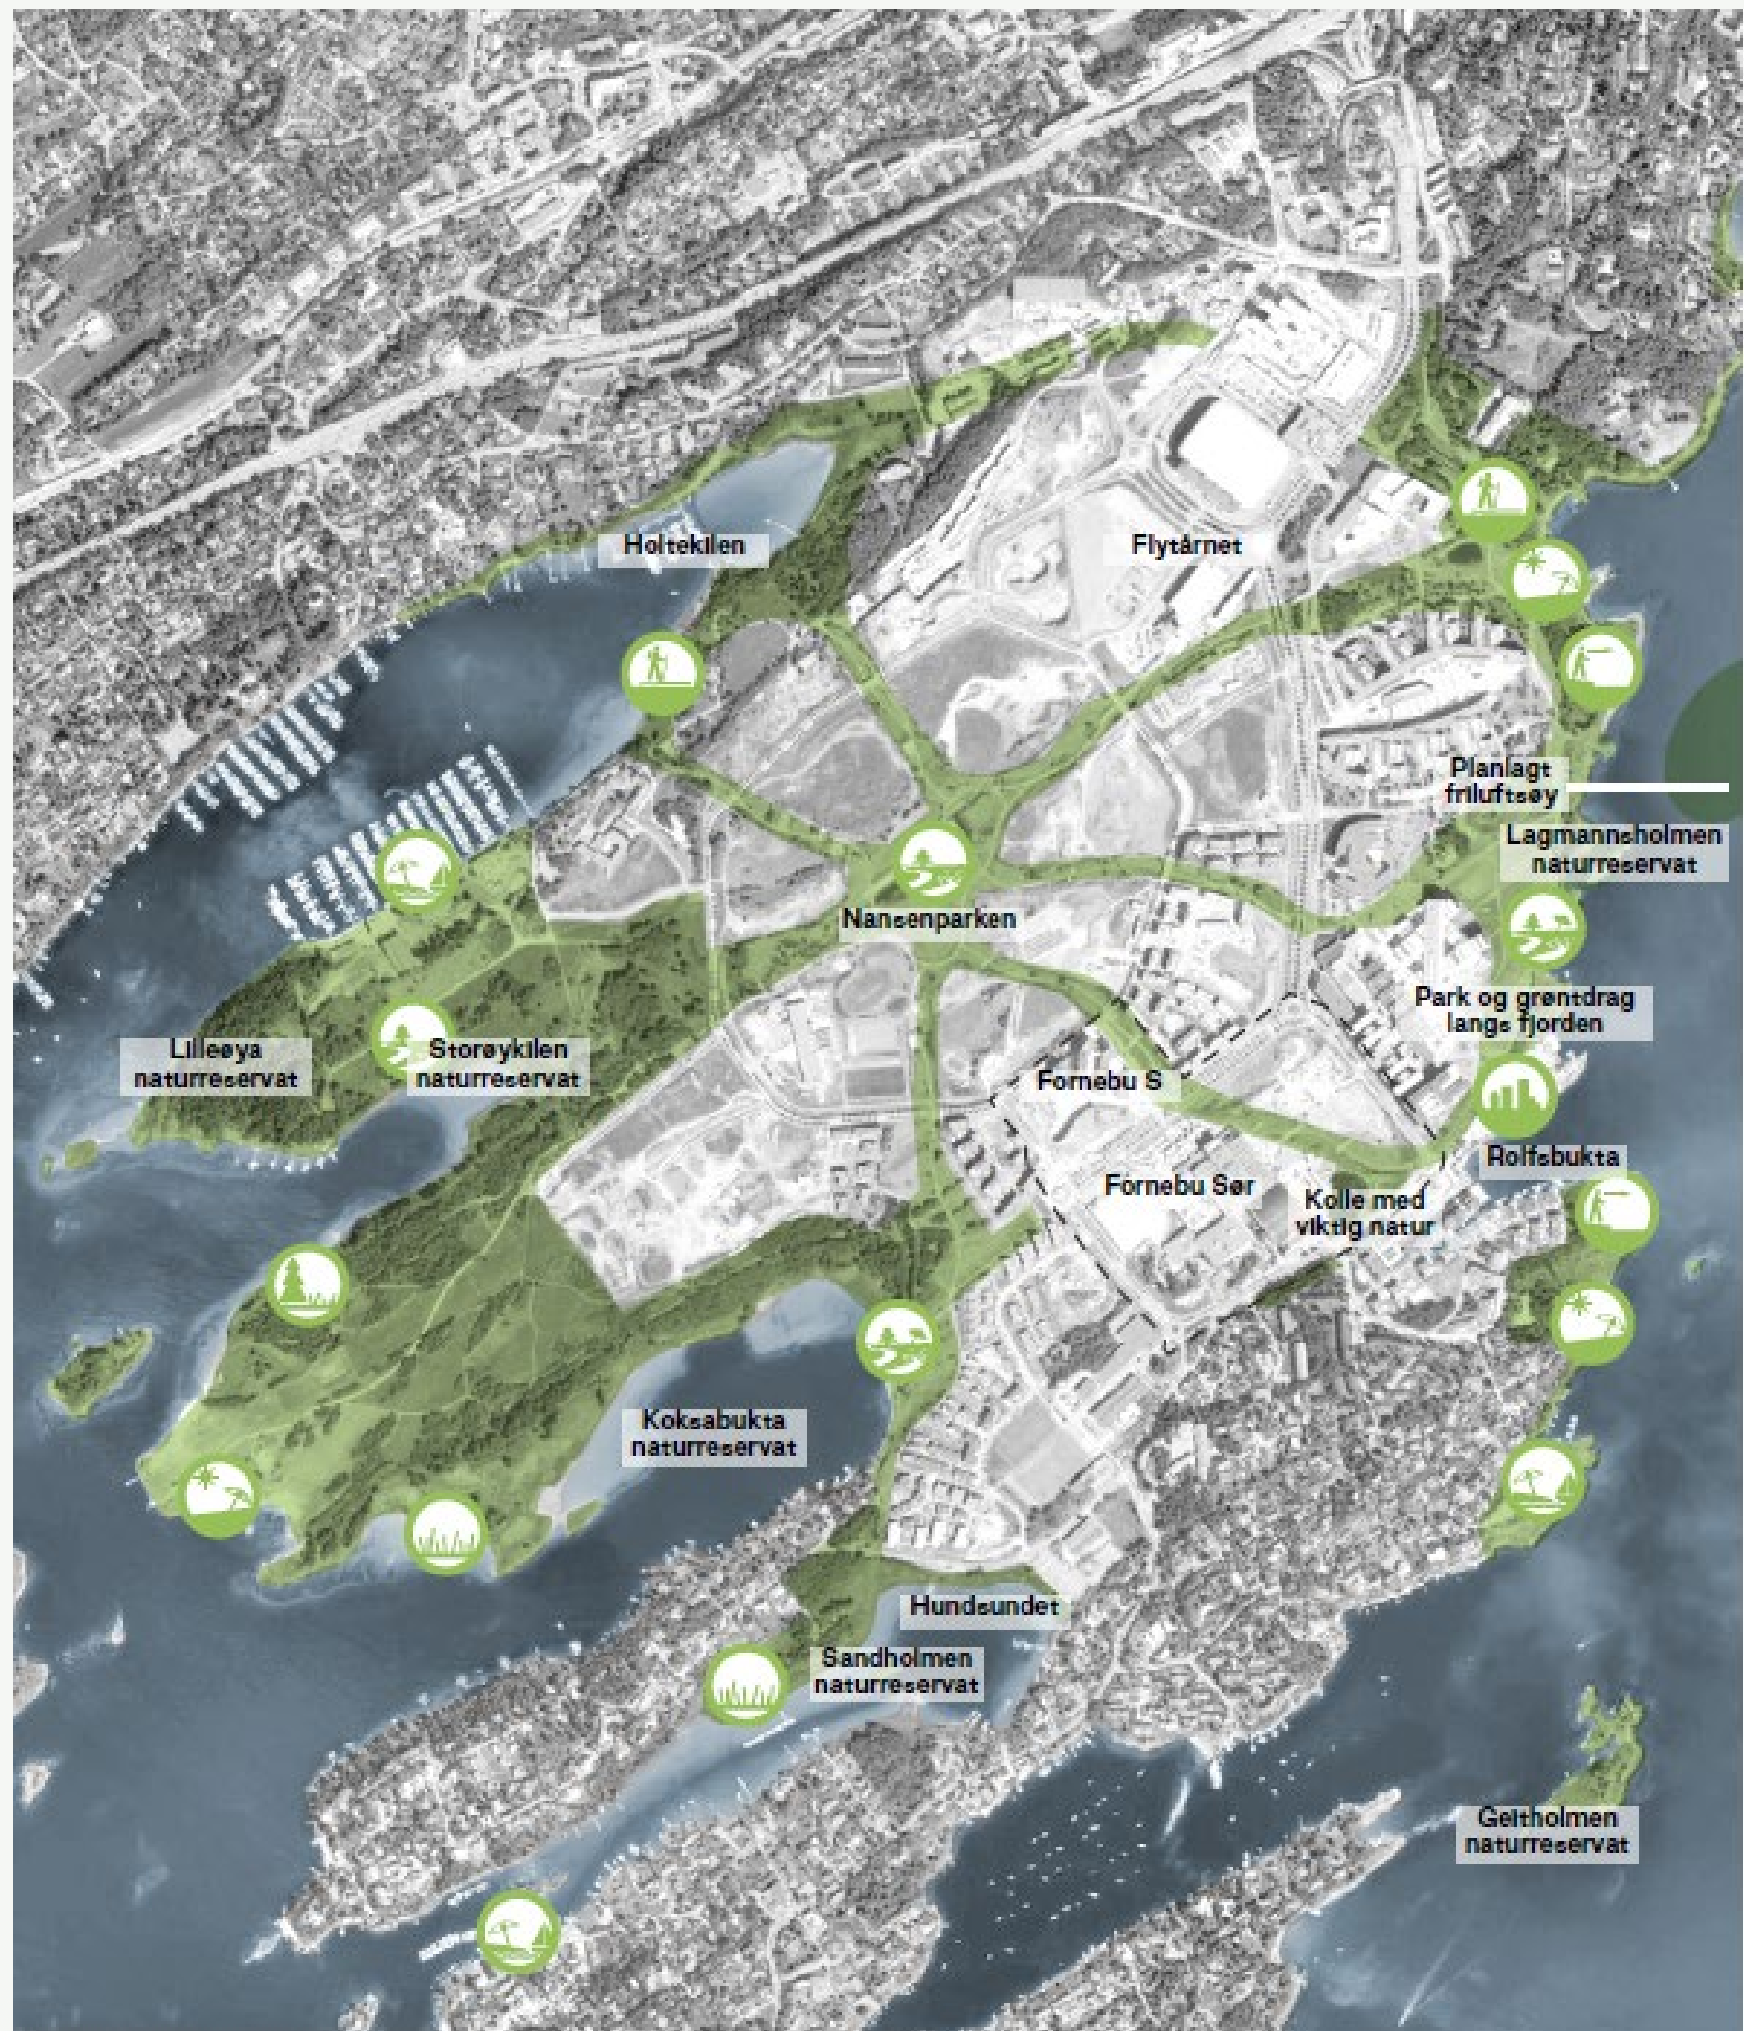 Holtekilen
Flytårnet
Planlagt
friluftsøy
Lagmannsholmen
naturreservat
Nansenparken
Park og grøntdrag
langs fjorden
Lilleøya
naturreservat
Storøykilen
naturreservat
Fornebu S
Rolfsbukta
Fornebu Sør
Kolle med
viktig natur
Koksabukta
naturreservat
Hundsundet
Sandholmen
naturreservat
Geitholmen
naturreservat